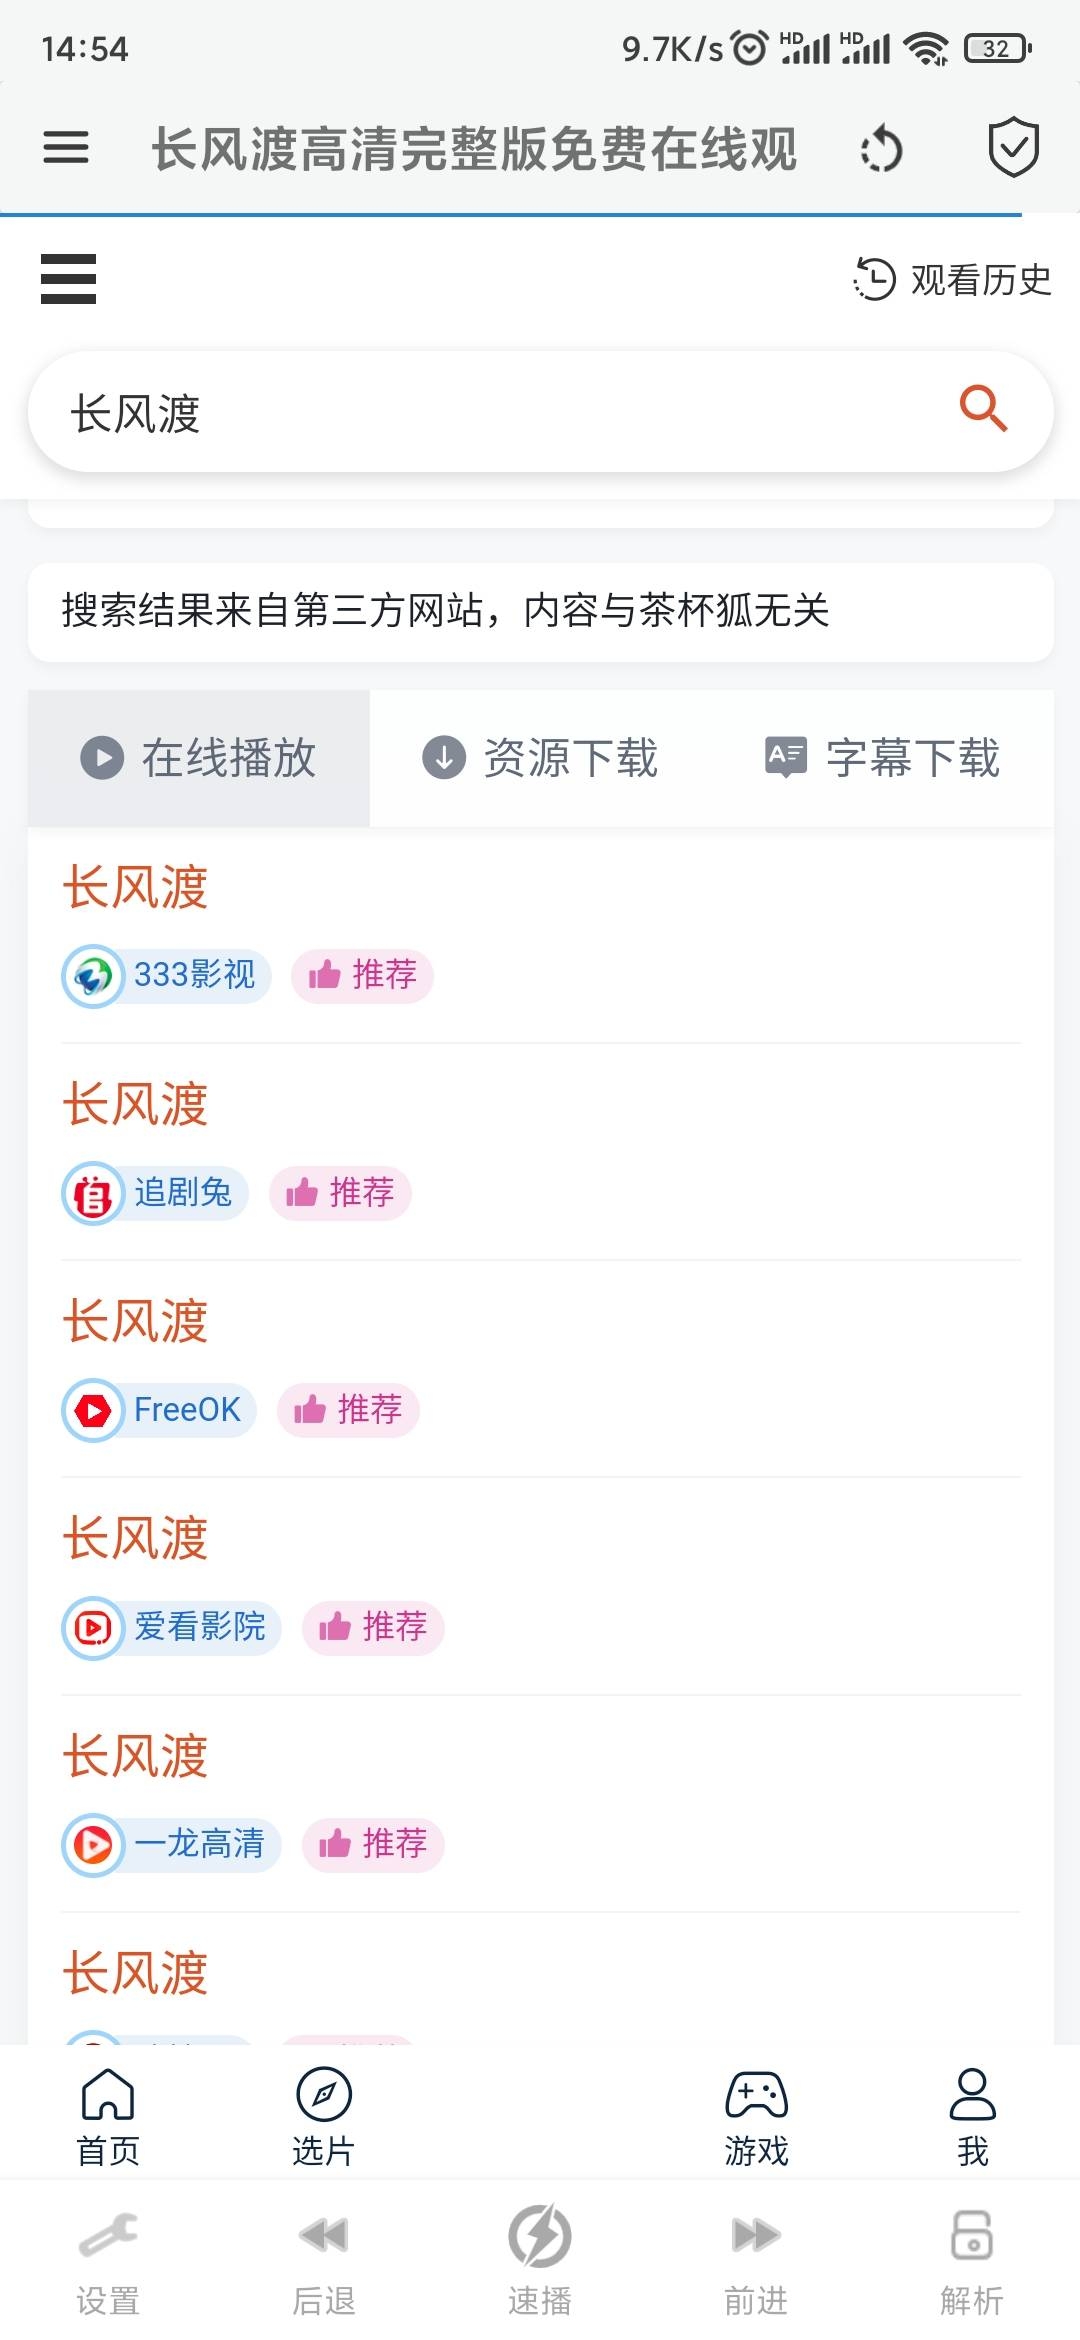 14:54
9.7K/s HD HD 32
长风渡高清完整版免费在线观
观看历史
长风渡
搜索结果来自第三方网站，内容与茶杯狐无关
在线播放 资源下载 字幕下载
长风渡
333影视 推荐
长风渡
追剧兔 推荐
长风渡
FreeOK 推荐
长风渡
爱看影院 推荐
长风渡
一龙高清 推荐
长风渡
首页 选片 游戏 我
设置 后退 速播 前进 解析